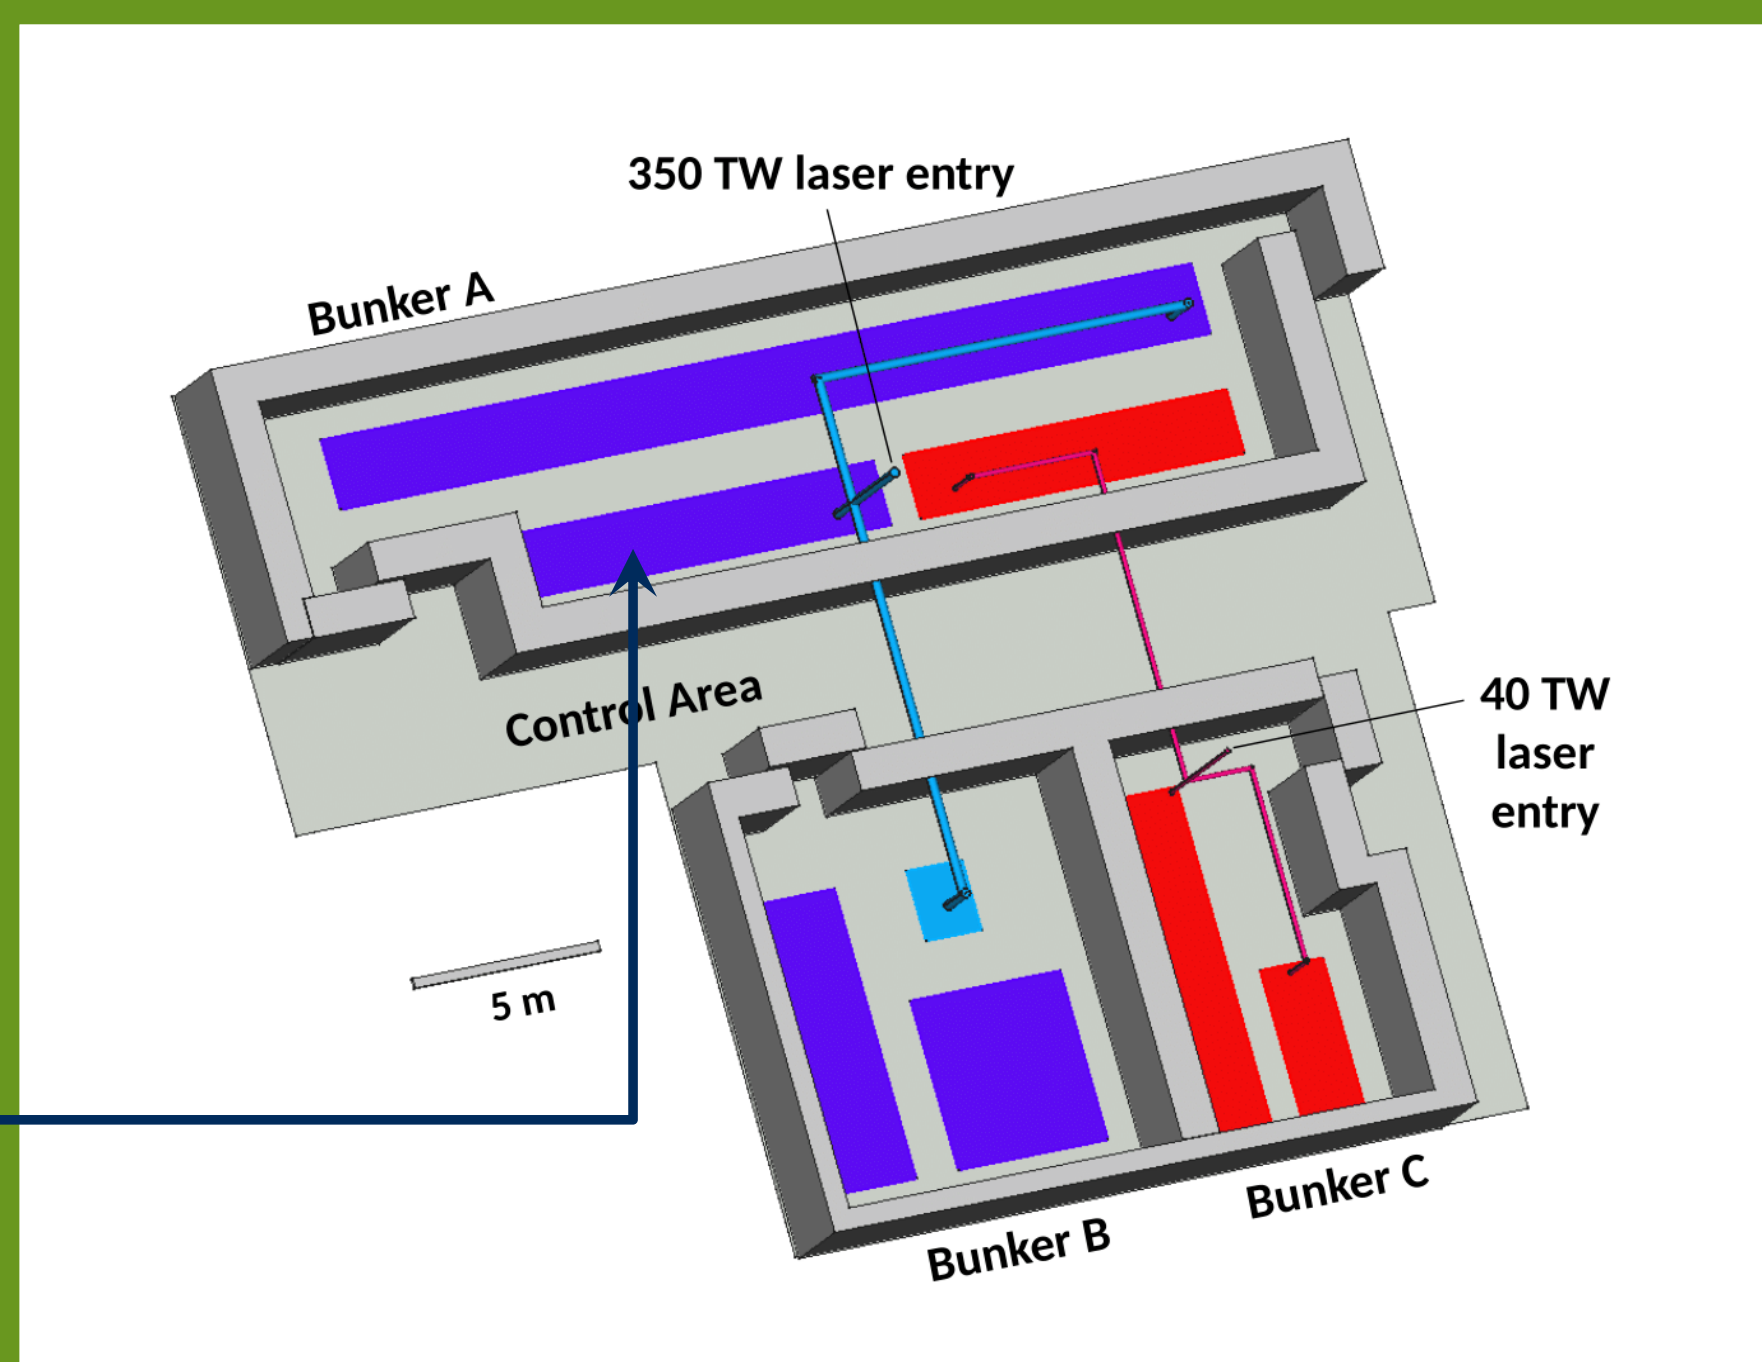 350 TW laser entry
Bunker A
40 TW
laser
entry
Control Area
5 m
Bunker C
Bunker B